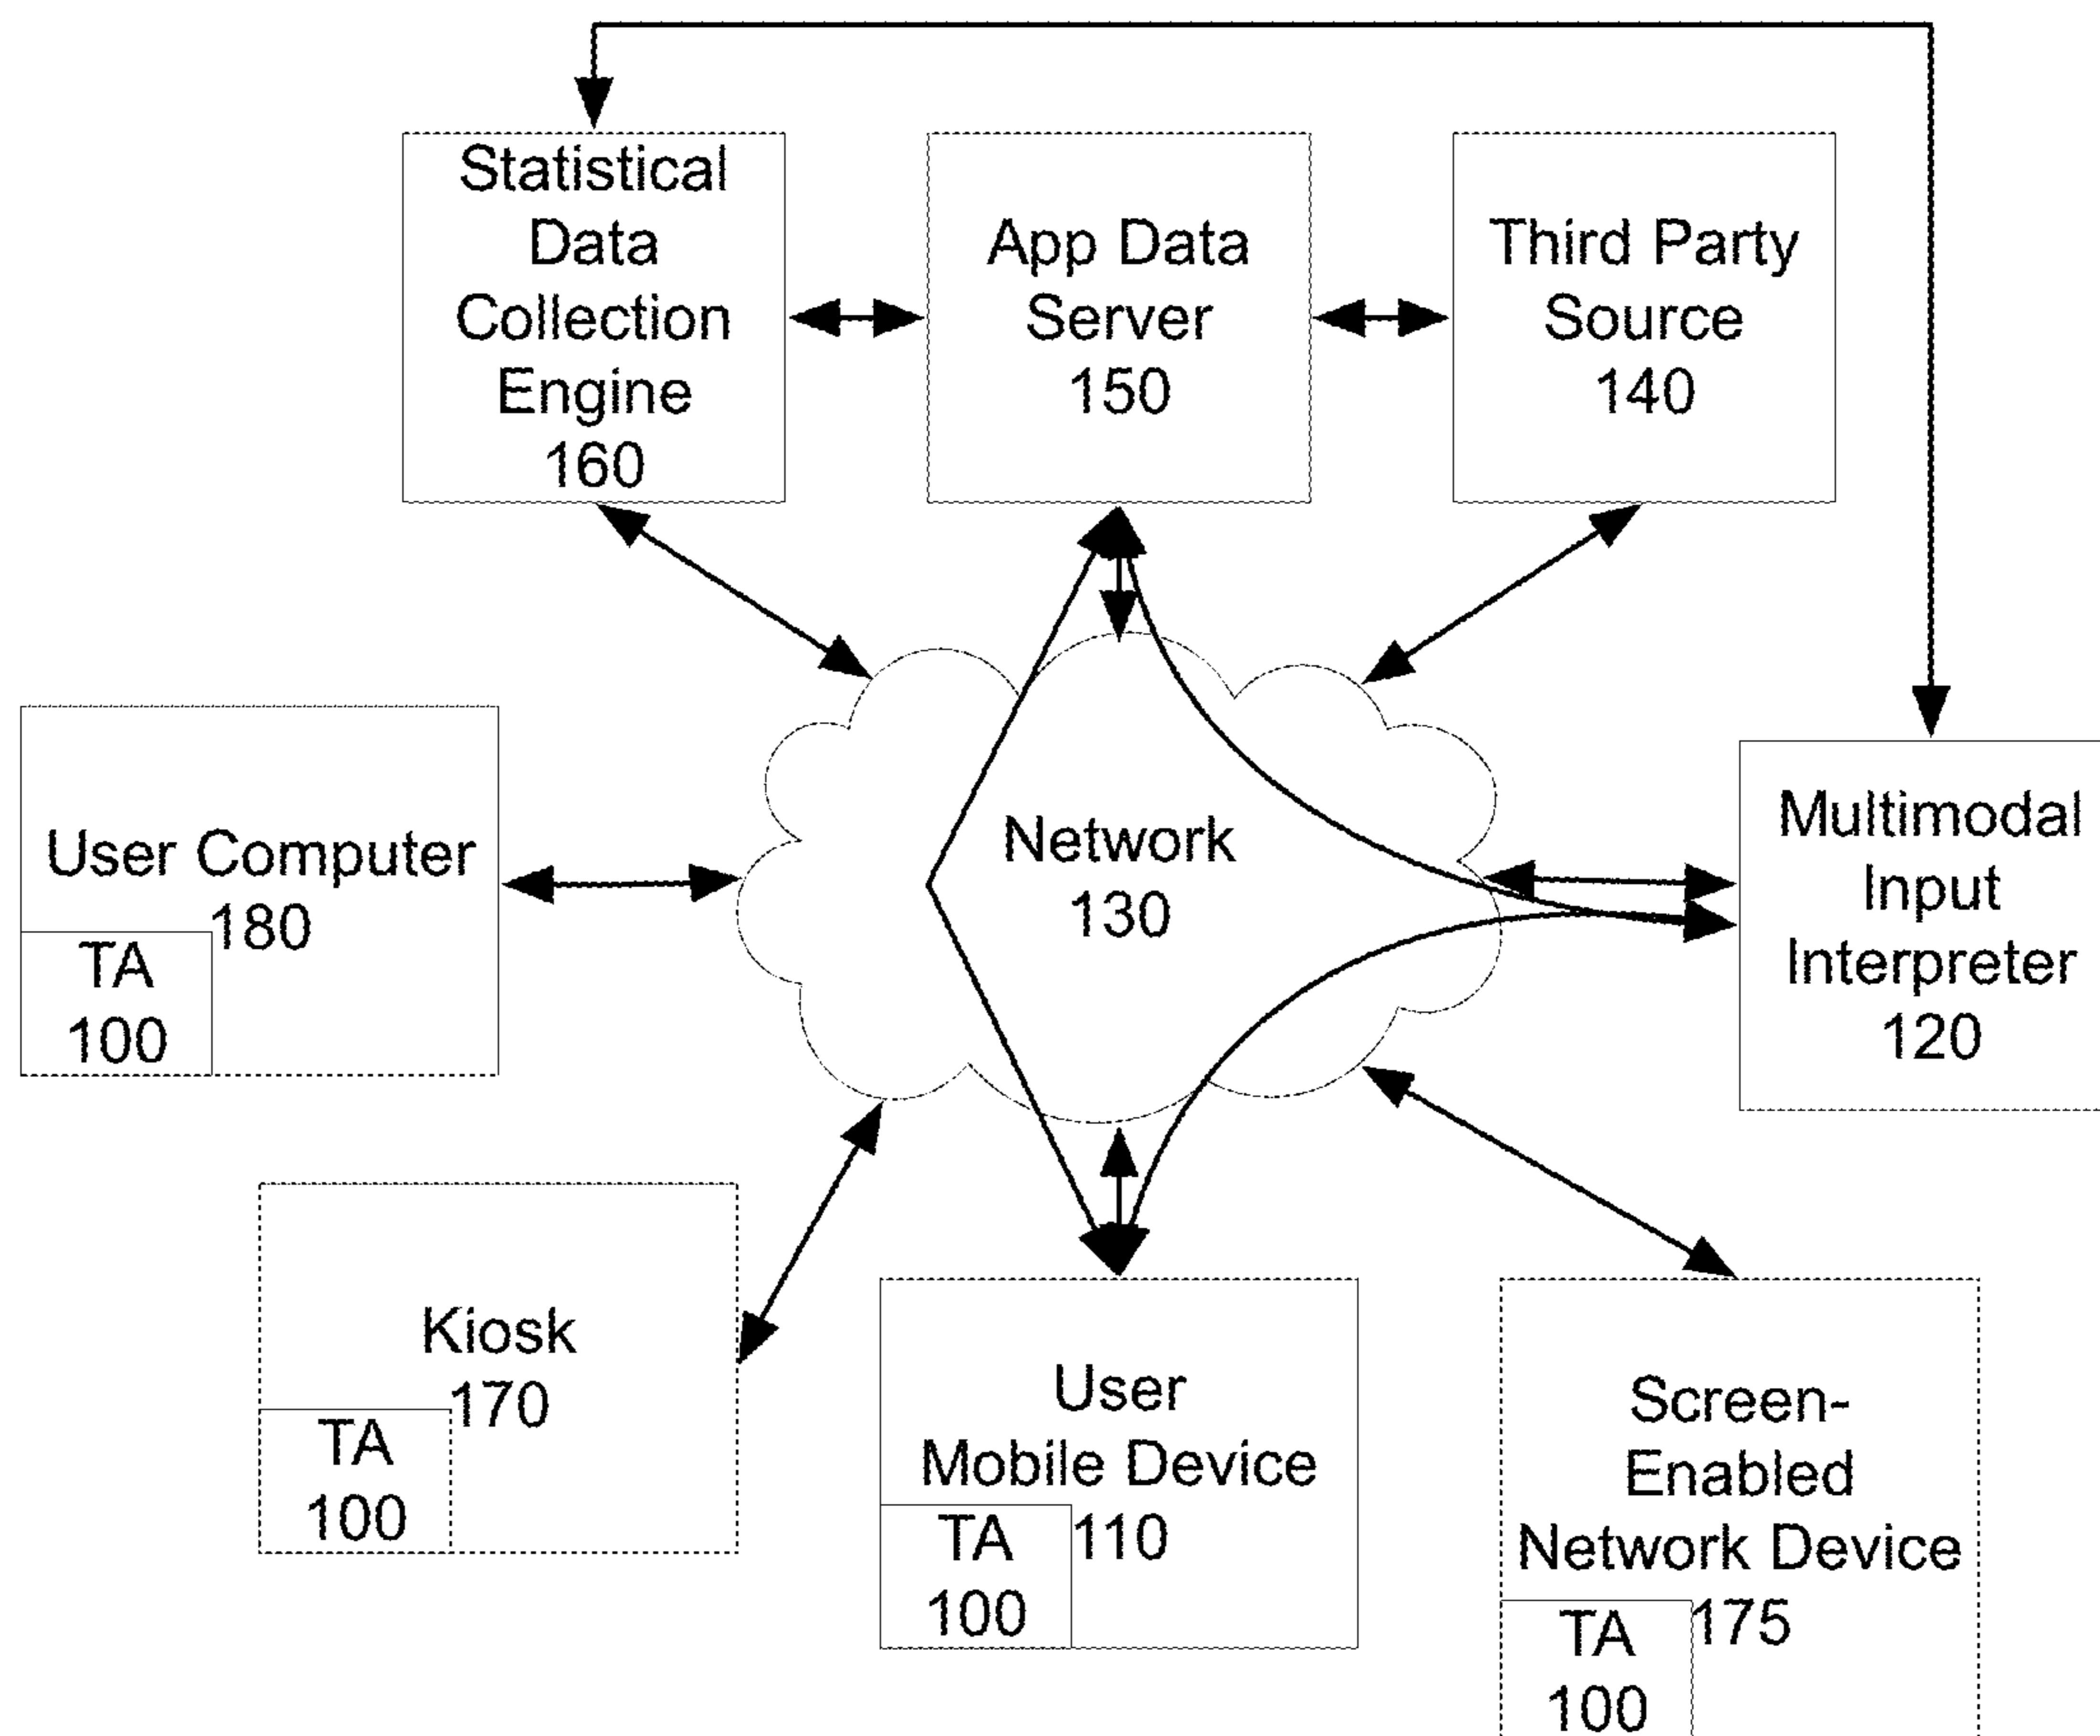 Statistical
Data
Collection
Engine
160
App Data
Server
150
Third Party
Source
140
User Computer
180
TA
100
Network
130
Multimodal
Input
Interpreter
120
Kiosk
170
TA
100
User
Mobile Device
110
TA
100
Screen-
Enabled
Network Device
175
TA
100